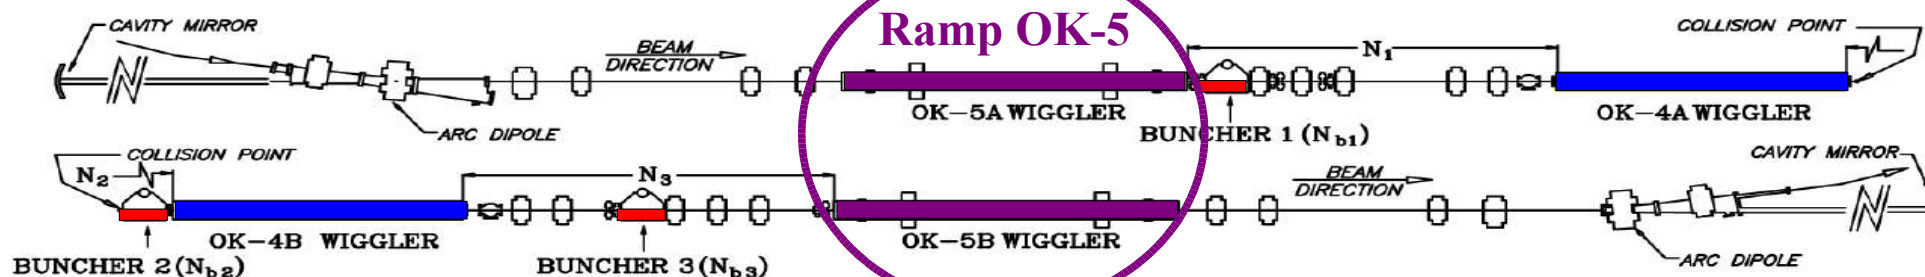 Ramp OK-5
CAVITY MIRROR
BEAM
DIRECTION
N1
COLLISION POINT
OK-5A WIGGLER
OK-4A WIGGLER
ARC DIPOLE
BUNCHER 1 (Nb1)
COLLISION POINT
N2
N3
BEAM
DIRECTION
CAVITY MIRROR
OK-4B WIGGLER
OK-5B WIGGLER
BUNCHER 2 (Nb2)
BUNCHER 3 (Nb3)
ARC DIPOLE